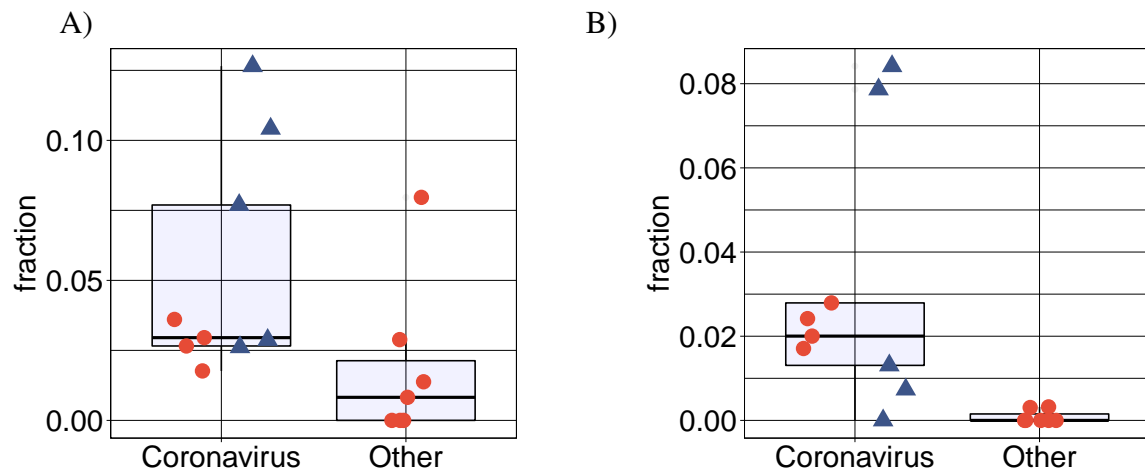 A)
fraction
0.10
0.05
0.00
Coronavirus Other
B)
fraction
0.08
0.06
0.04
0.02
0.00
Coronavirus Other